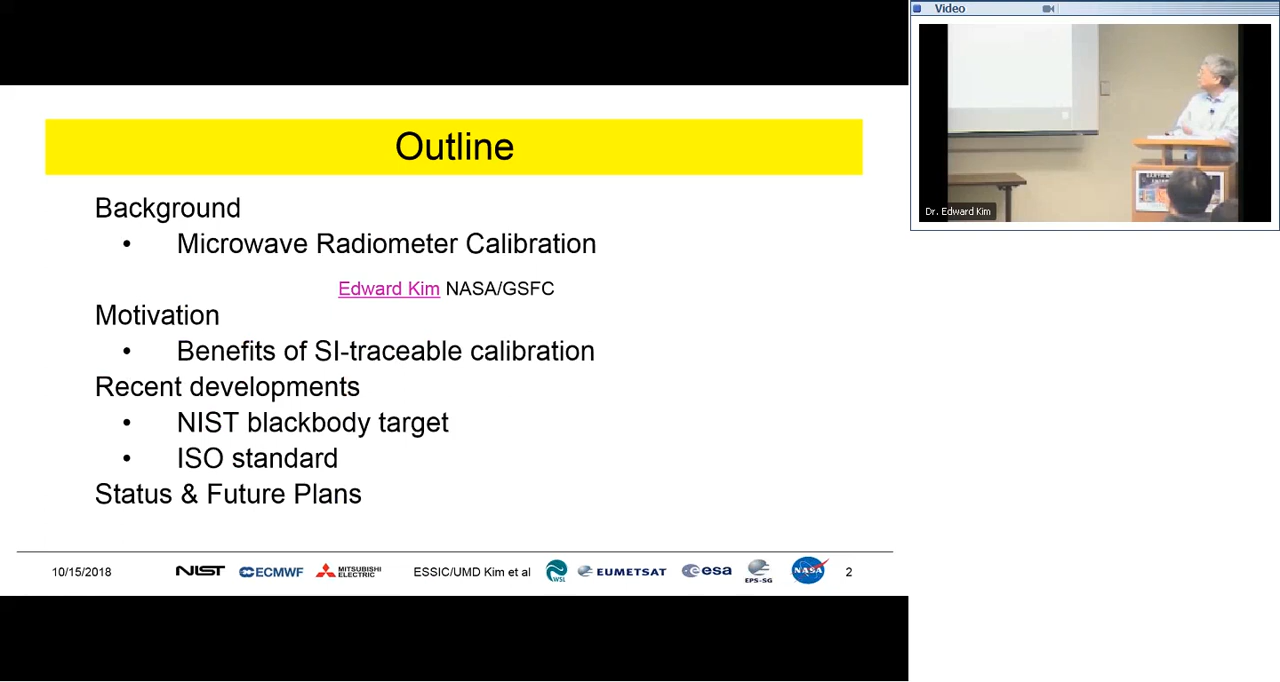 Outline
Background
• Microwave Radiometer Calibration
Edward Kim NASA/GSFC
Motivation
• Benefits of SI-traceable calibration
Recent developments
• NIST blackbody target
• ISO standard
Status & Future Plans
10/15/2018 NIST ECMWF MITSUBISHI ELECTRIC ESSIC/UMD Kim et al WSL EUMETSAT esa EPS-SG NASA 2
Video
Dr. Edward Kim